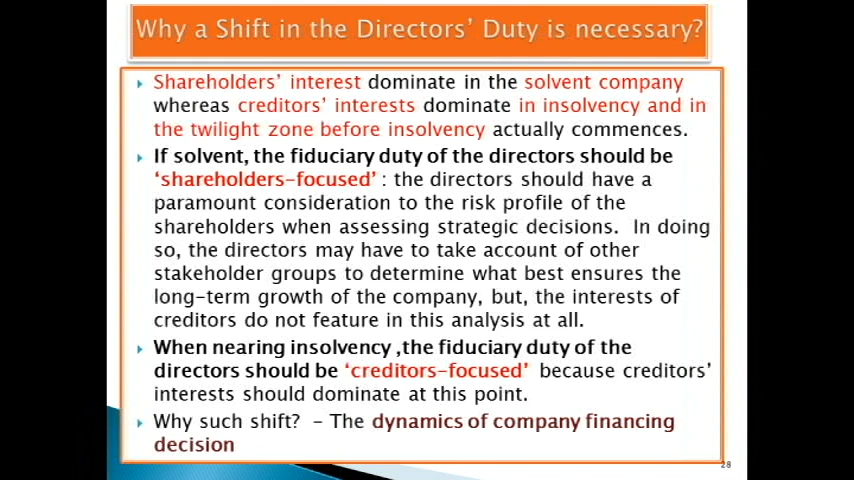 Why a Shift in the Directors' Duty is necessary?
Shareholders' interest dominate in the solvent company
whereas creditors' interests dominate in insolvency and in
the twilight zone before insolvency actually commences.
If solvent, the fiduciary duty of the directors should be
'shareholders-focused' : the directors should have a
paramount consideration to the risk profile of the
shareholders when assessing strategic decisions. In doing
so, the directors may have to take account of other
stakeholder groups to determine what best ensures the
long-term growth of the company, but, the interests of
creditors do not feature in this analysis at all.
When nearing insolvency ,the fiduciary duty of the
directors should be 'creditors-focused' because creditors'
interests should dominate at this point.
Why such shift? - The dynamics of company financing
decision
28